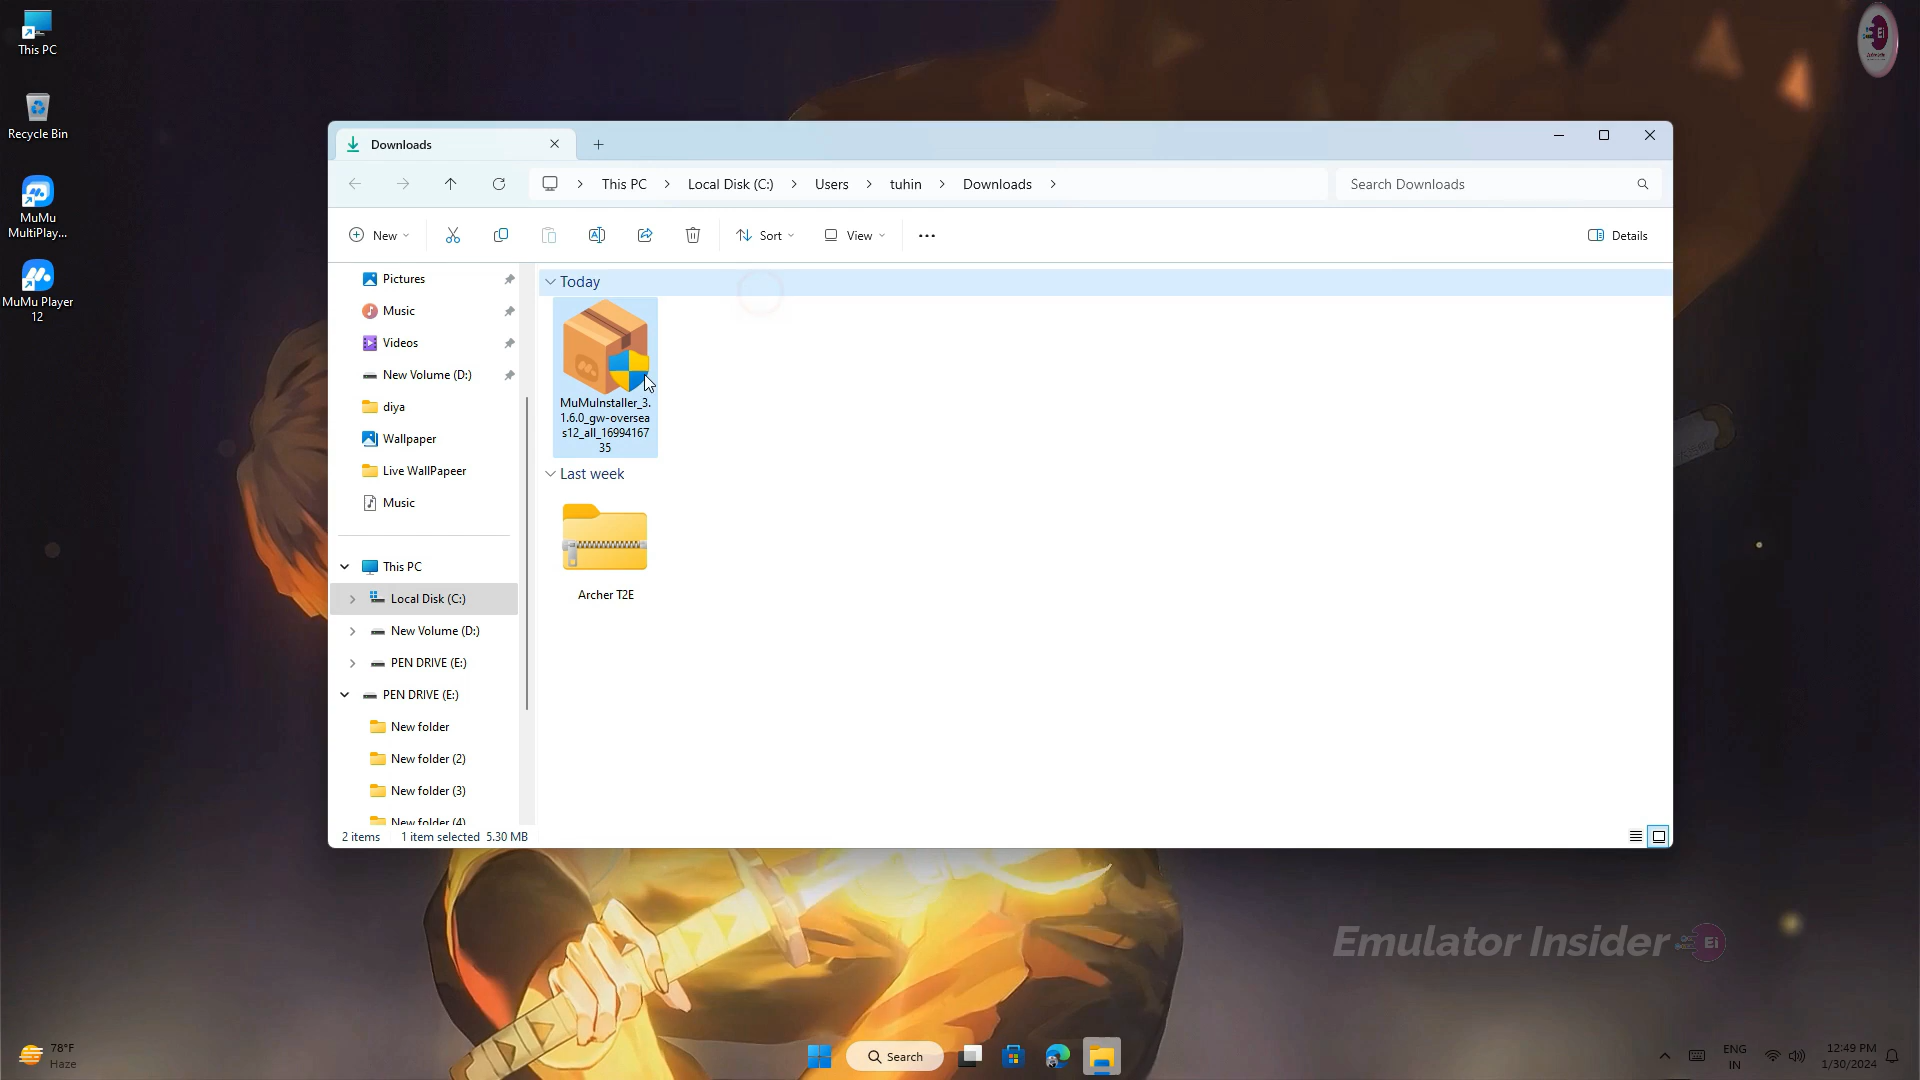 This PC
Recycle Bin
MuMu
MultiPlay...
MuMu Player
12
Downloads
This PC
Local Disk (C:)
Users
tuhin
Downloads
Search Downloads
New
Sort
View
Details
Pictures
Music
Videos
New Volume (D:)
diya
Wallpaper
Live WallPapeer
Music
This PC
Local Disk (C:)
New Volume (D:)
PEN DRIVE (E:)
PEN DRIVE (E:)
New folder
New folder (2)
New folder (3)
New folder (4)
Today
MuMuInstaller_3.
1.6.0_gw-oversea
s12_all_16994167
35
Last week
Archer T2E
2 items
1 item selected 5.30 MB
Emulator Insider Ei
78°F
Haze
Search
ENG
IN
12:49 PM
1/30/2024